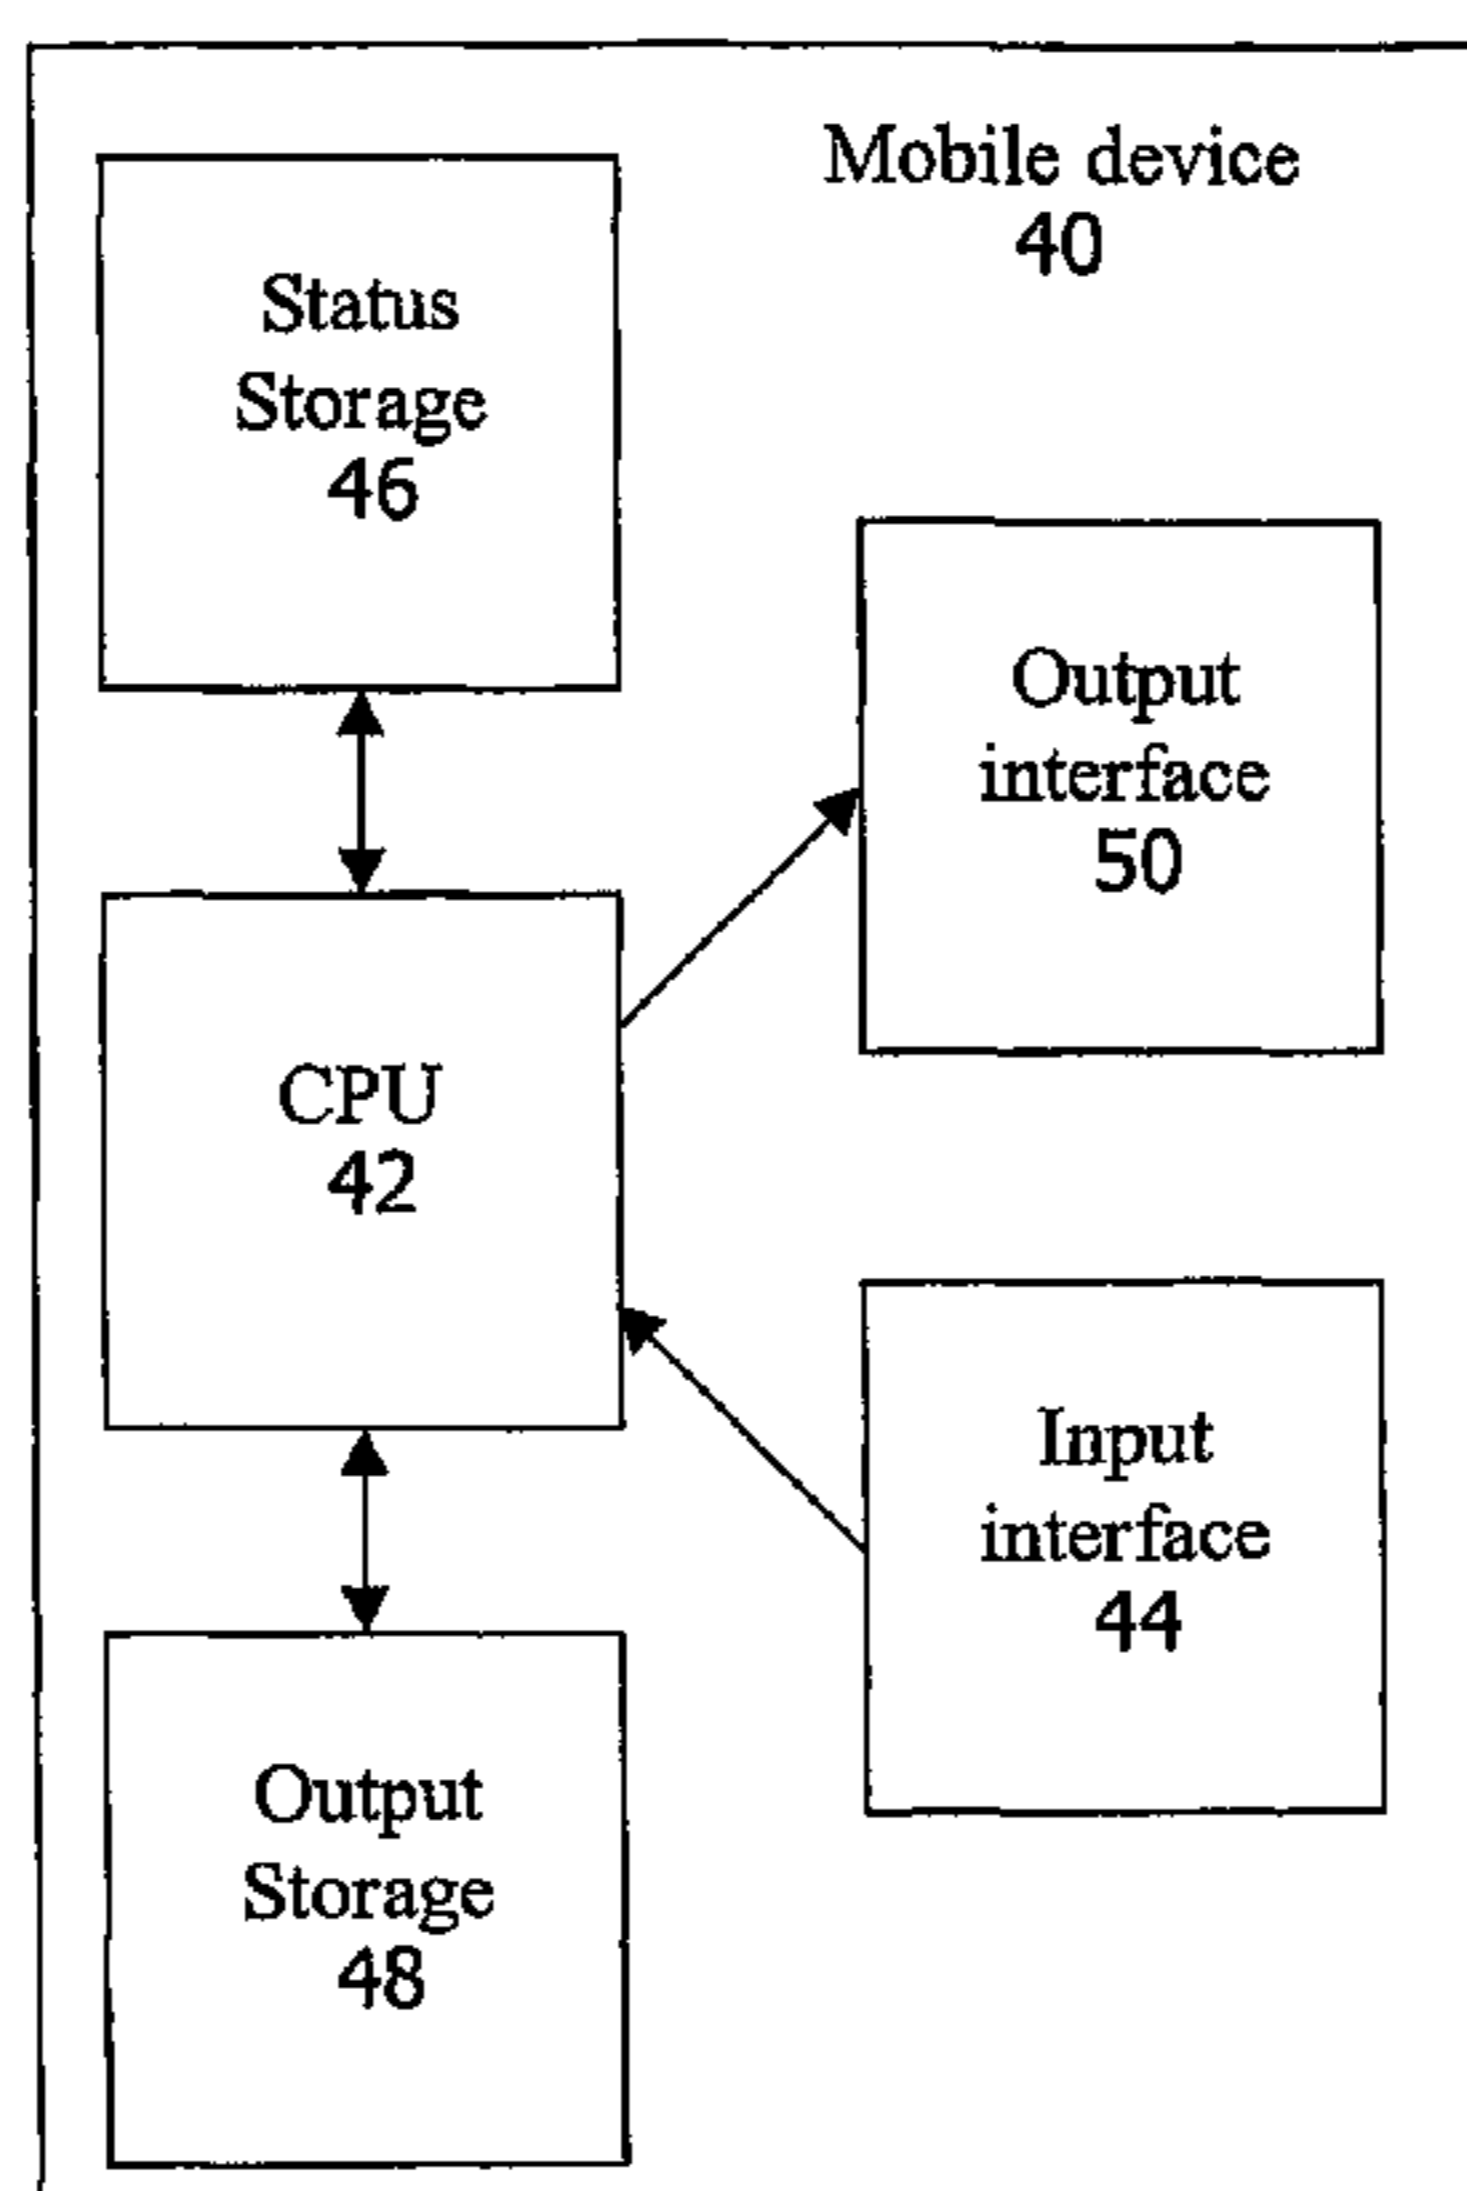 Mobile device
40
Status
Storage
46
Output
interface
50
CPU
42
Input
interface
44
Output
Storage
48